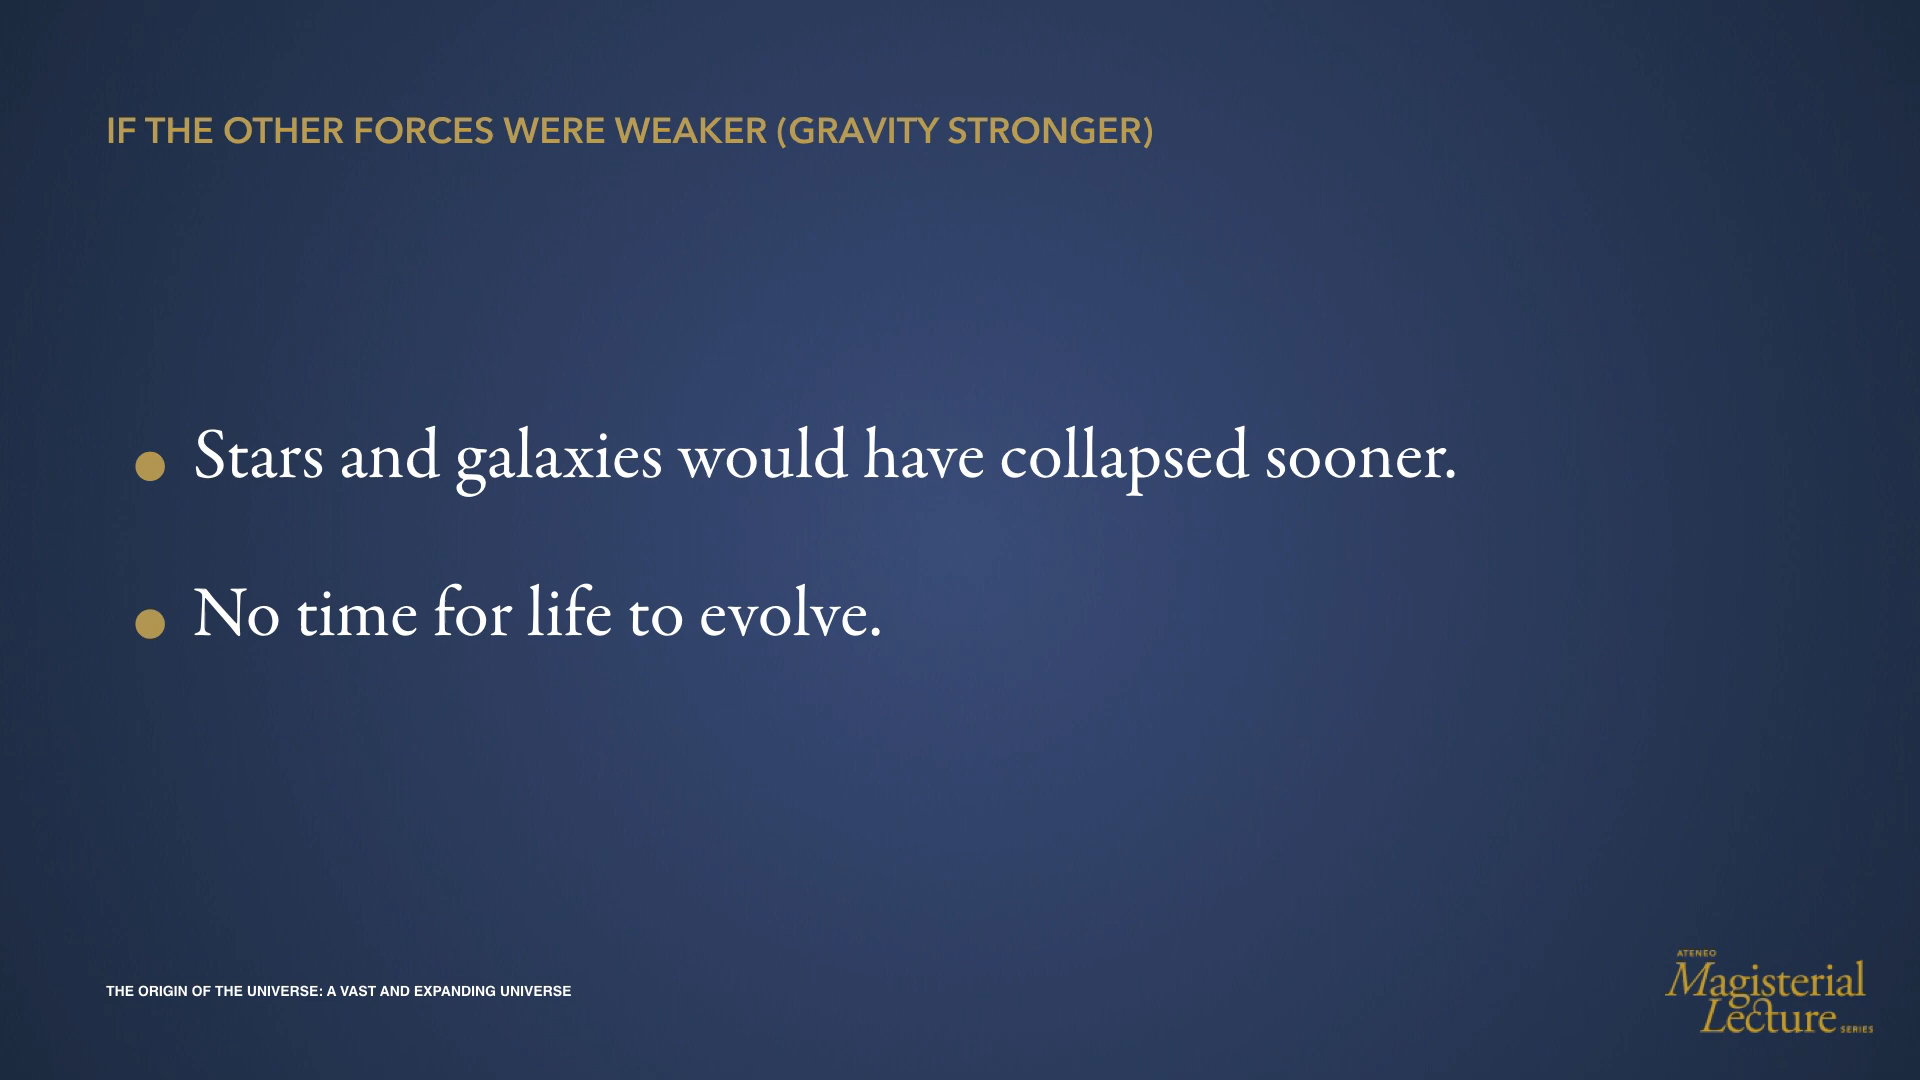 IF THE OTHER FORCES WERE WEAKER (GRAVITY STRONGER)
Stars and galaxies would have collapsed sooner.
No time for life to evolve.
THE ORIGIN OF THE UNIVERSE: A VAST AND EXPANDING UNIVERSE
ATENEO
Magisterial
Lecture SERIES